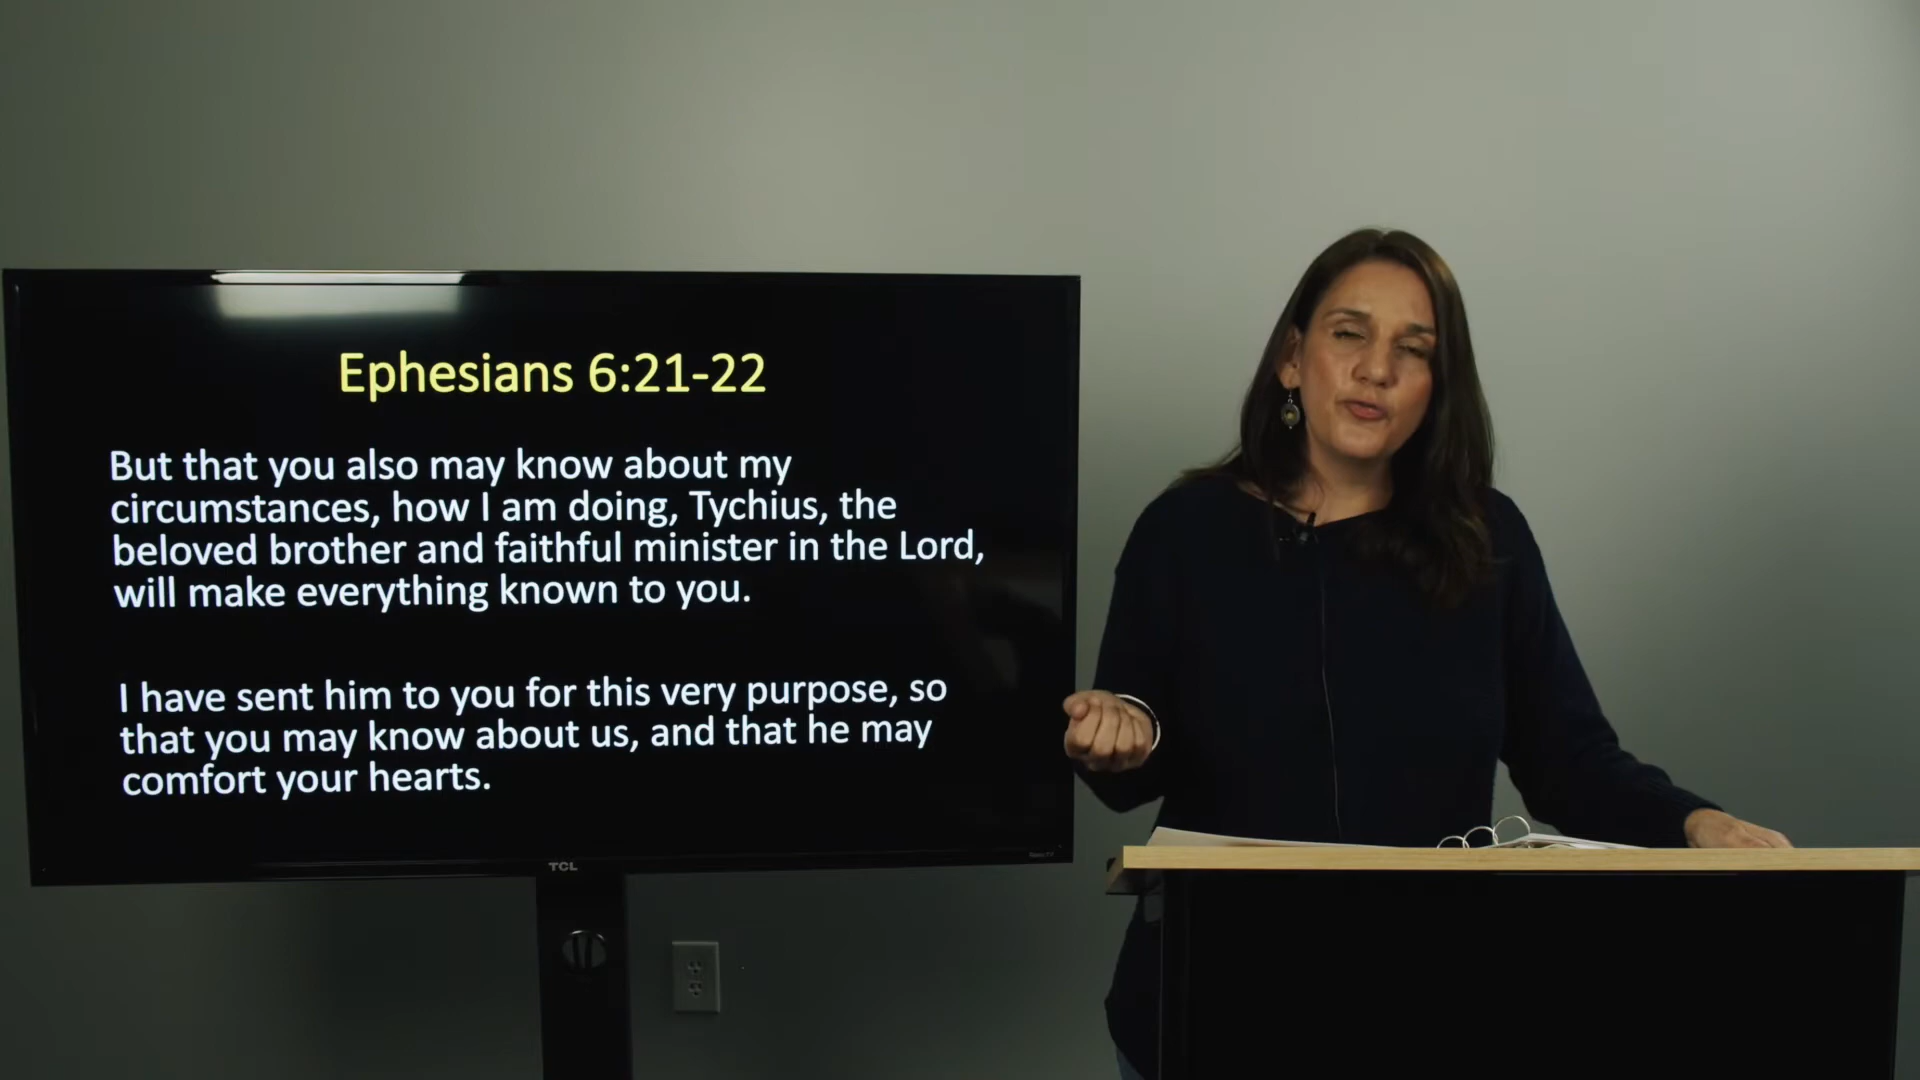 Ephesians 6:21-22
But that you also may know about my
circumstances, how I am doing, Tychius, the
beloved brother and faithful minister in the Lord,
will make everything known to you.
I have sent him to you for this very purpose, so
that you may know about us, and that he may
comfort your hearts.
TCL